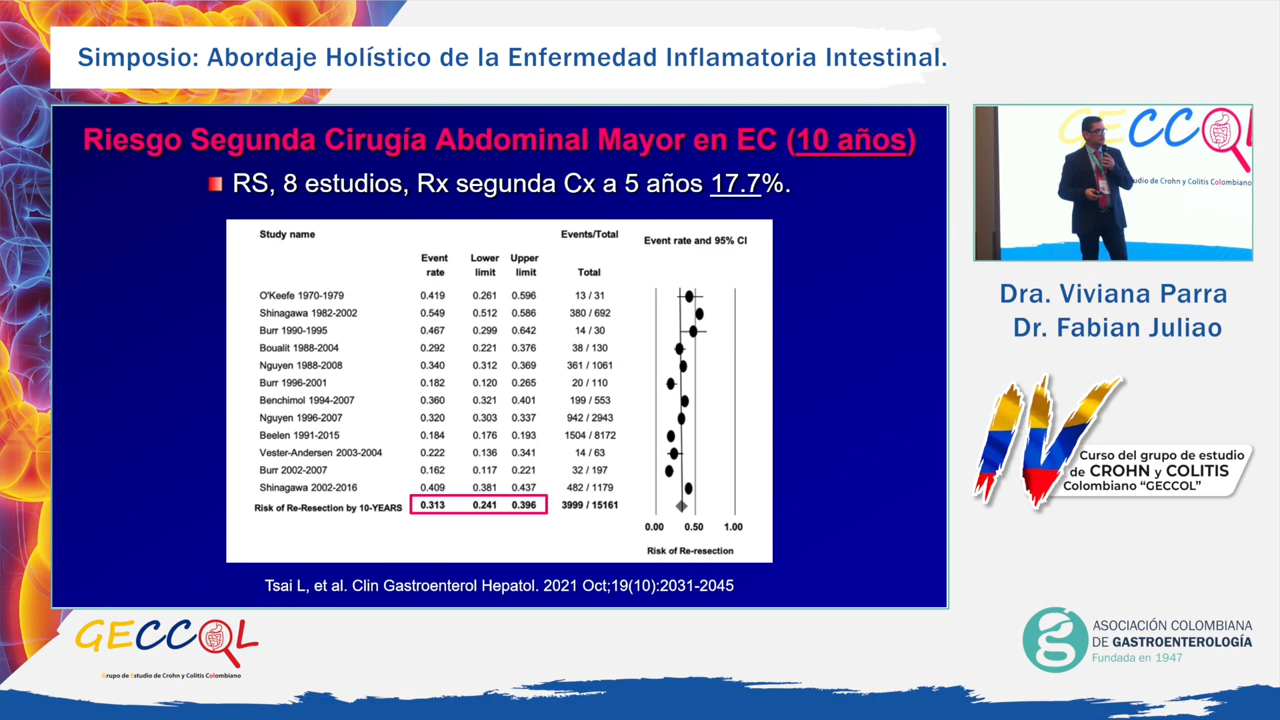 Simposio: Abordaje Holístico de la Enfermedad Inflamatoria Intestinal.
Riesgo Segunda Cirugía Abdominal Mayor en EC (10 años)
RS, 8 estudios, Rx segunda Cx a 5 años 17.7%.
Study name Events/Total Event rate and 95% CI
Event rate Lower limit Upper limit Total
O'Keefe 1970-1979 0.419 0.261 0.596 13 / 31
Shinagawa 1982-2002 0.549 0.512 0.586 380 / 692
Burr 1990-1995 0.467 0.299 0.642 14 / 30
Boualit 1988-2004 0.292 0.221 0.376 38 / 130
Nguyen 1988-2008 0.340 0.312 0.369 361 / 1061
Burr 1996-2001 0.182 0.120 0.265 20 / 110
Benchimol 1994-2007 0.360 0.321 0.401 199 / 553
Nguyen 1996-2007 0.320 0.303 0.337 942 / 2943
Beelen 1991-2015 0.184 0.176 0.193 1504 / 8172
Vester-Andersen 2003-2004 0.222 0.136 0.341 14 / 63
Burr 2002-2007 0.162 0.117 0.221 32 / 197
Shinagawa 2002-2016 0.409 0.381 0.437 482 / 1179
Risk of Re-Resection by 10-YEARS 0.313 0.241 0.396 3999 / 15161
0.00 0.50 1.00
Risk of Re-resection
Tsai L, et al. Clin Gastroenterol Hepatol. 2021 Oct;19(10):2031-2045
GECCOL
udio de Crohn y Colitis Colombiano
Dra. Viviana Parra
Dr. Fabian Juliao
IV
Curso del grupo de estudio
de CROHN y COLITIS
Colombiano "GECCOL"
GECCOL
Grupo de Estudio de Crohn y Colitis Colombiano
ASOCIACIÓN COLOMBIANA
DE GASTROENTEROLOGÍA
Fundada en 1947